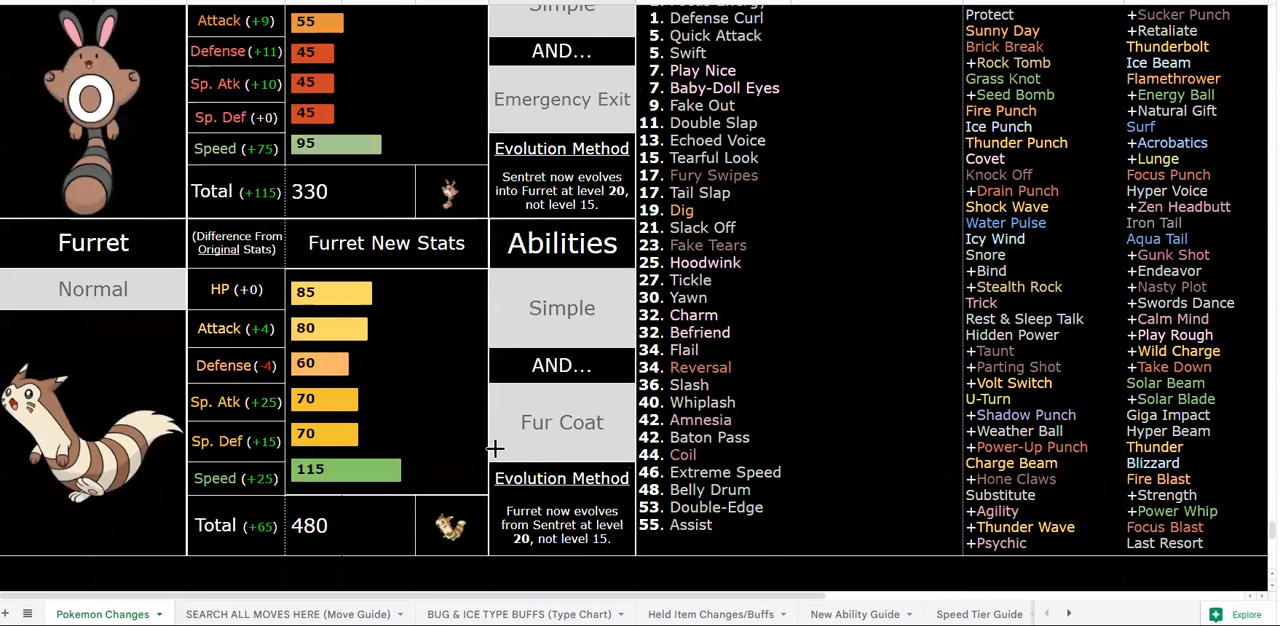 Attack (+9) 55
Defense (+11) 45
Sp. Atk (+10) 45
Sp. Def (+0) 45
Speed (+75) 95
Total (+115) 330
Simple
AND...
Emergency Exit
Evolution Method
Sentret now evolves
into Furret at level 20,
not level 15.
Furret
(Difference From
Original Stats)
Furret New Stats
Abilities
Normal
HP (+0) 85
Attack (+4) 80
Defense (-4) 60
Sp. Atk (+25) 70
Sp. Def (+15) 70
Speed (+25) 115
Total (+65) 480
Simple
AND...
Fur Coat
Evolution Method
Furret now evolves
from Sentret at level
20, not level 15.
1. Defense Curl
5. Quick Attack
5. Swift
7. Play Nice
7. Baby-Doll Eyes
9. Fake Out
11. Double Slap
13. Echoed Voice
15. Tearful Look
17. Fury Swipes
17. Tail Slap
19. Dig
21. Slack Off
23. Fake Tears
25. Hoodwink
27. Tickle
30. Yawn
32. Charm
32. Befriend
34. Flail
34. Reversal
36. Slash
40. Whiplash
42. Amnesia
42. Baton Pass
44. Coil
46. Extreme Speed
48. Belly Drum
53. Double-Edge
55. Assist
Protect
Sunny Day
Brick Break
+Rock Tomb
Grass Knot
+Seed Bomb
Fire Punch
Ice Punch
Thunder Punch
Covet
Knock Off
+Drain Punch
Shock Wave
Water Pulse
Icy Wind
Snore
+Bind
+Stealth Rock
Trick
Rest & Sleep Talk
Hidden Power
+Taunt
+Parting Shot
+Volt Switch
U-Turn
+Shadow Punch
+Weather Ball
+Power-Up Punch
Charge Beam
+Hone Claws
Substitute
+Agility
+Thunder Wave
+Psychic
+Sucker Punch
+Retaliate
Thunderbolt
Ice Beam
Flamethrower
+Energy Ball
+Natural Gift
Surf
+Acrobatics
+Lunge
Focus Punch
Hyper Voice
+Zen Headbutt
Iron Tail
Aqua Tail
+Gunk Shot
+Endeavor
+Nasty Plot
+Swords Dance
+Calm Mind
+Play Rough
+Wild Charge
+Take Down
Solar Beam
+Solar Blade
Giga Impact
Hyper Beam
Thunder
Blizzard
Fire Blast
+Strength
+Power Whip
Focus Blast
Last Resort
Pokemon Changes
SEARCH ALL MOVES HERE (Move Guide)
BUG & ICE TYPE BUFFS (Type Chart)
Held Item Changes/Buffs
New Ability Guide
Speed Tier Guide
Explore